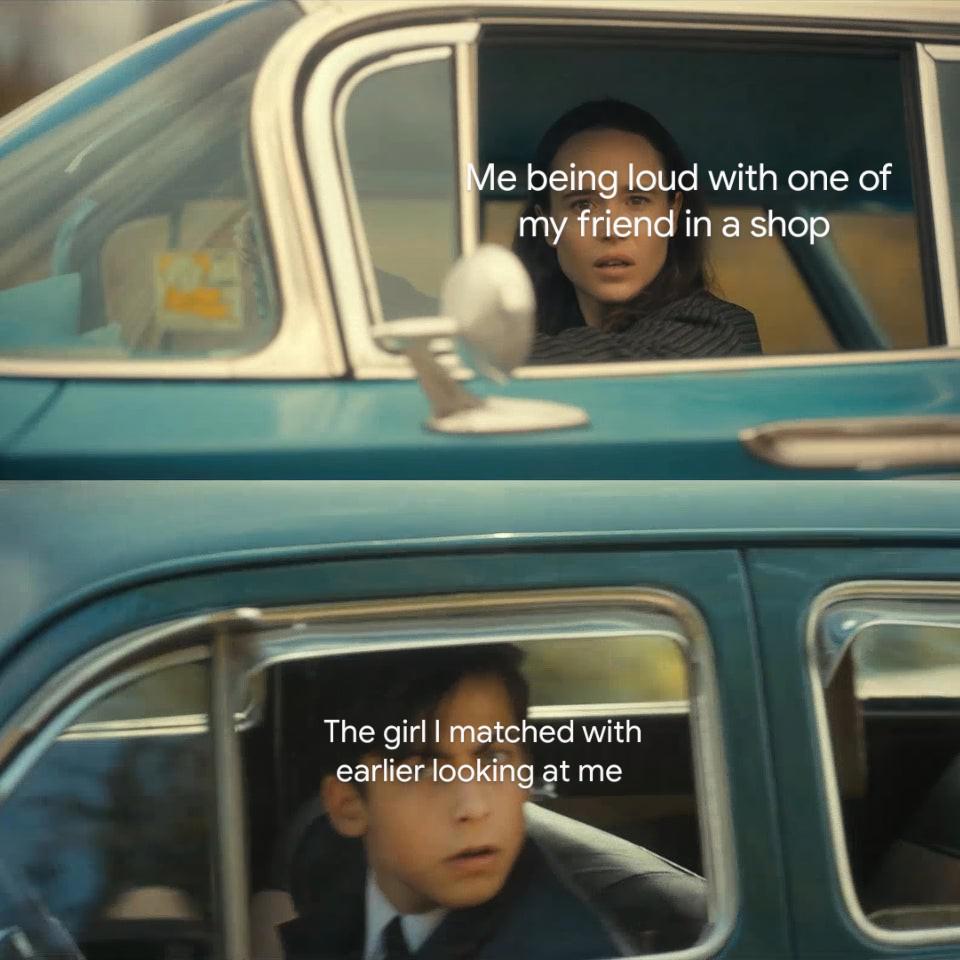 Me being loud with one of
my friend in a shop
The girl I matched with
earlier looking at me